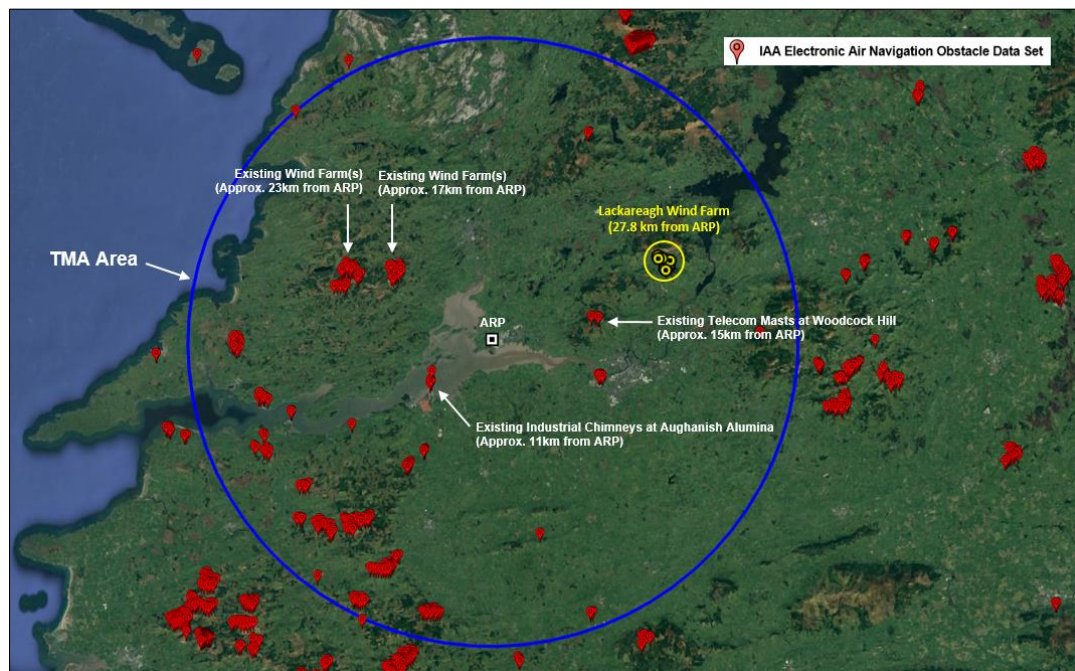 IAA Electronic Air Navigation Obstacle Data Set
Existing Wind Farm(s)
(Approx. 23km from ARP)
Existing Wind Farm(s)
(Approx. 17km from ARP)
Lackareagh Wind Farm
(27.8 km from ARP)
TMA Area
ARP
Existing Telecom Masts at Woodcock Hill
(Approx. 15km from ARP)
Existing Industrial Chimneys at Aughanish Alumina
(Approx. 11km from ARP)